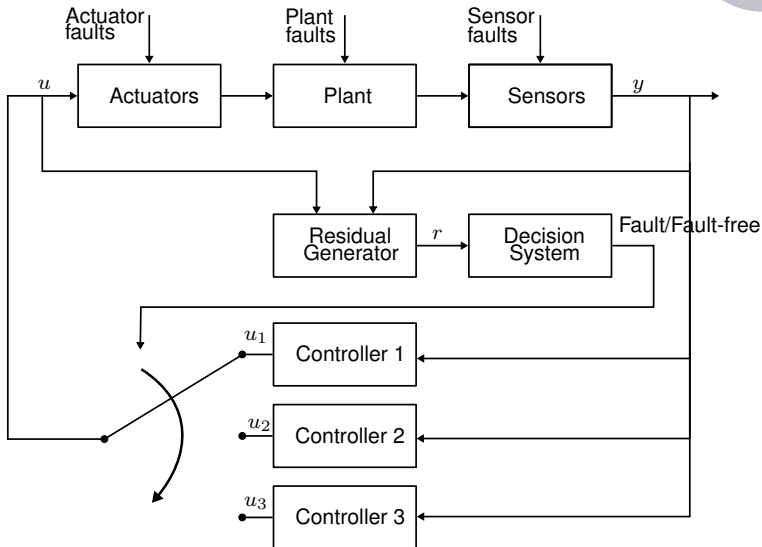 Actuator
faults
Plant
faults
Sensor
faults
u
Actuators
Plant
Sensors
y
Residual
Generator
r
Decision
System
Fault/Fault-free
u1
Controller 1
u2
Controller 2
u3
Controller 3